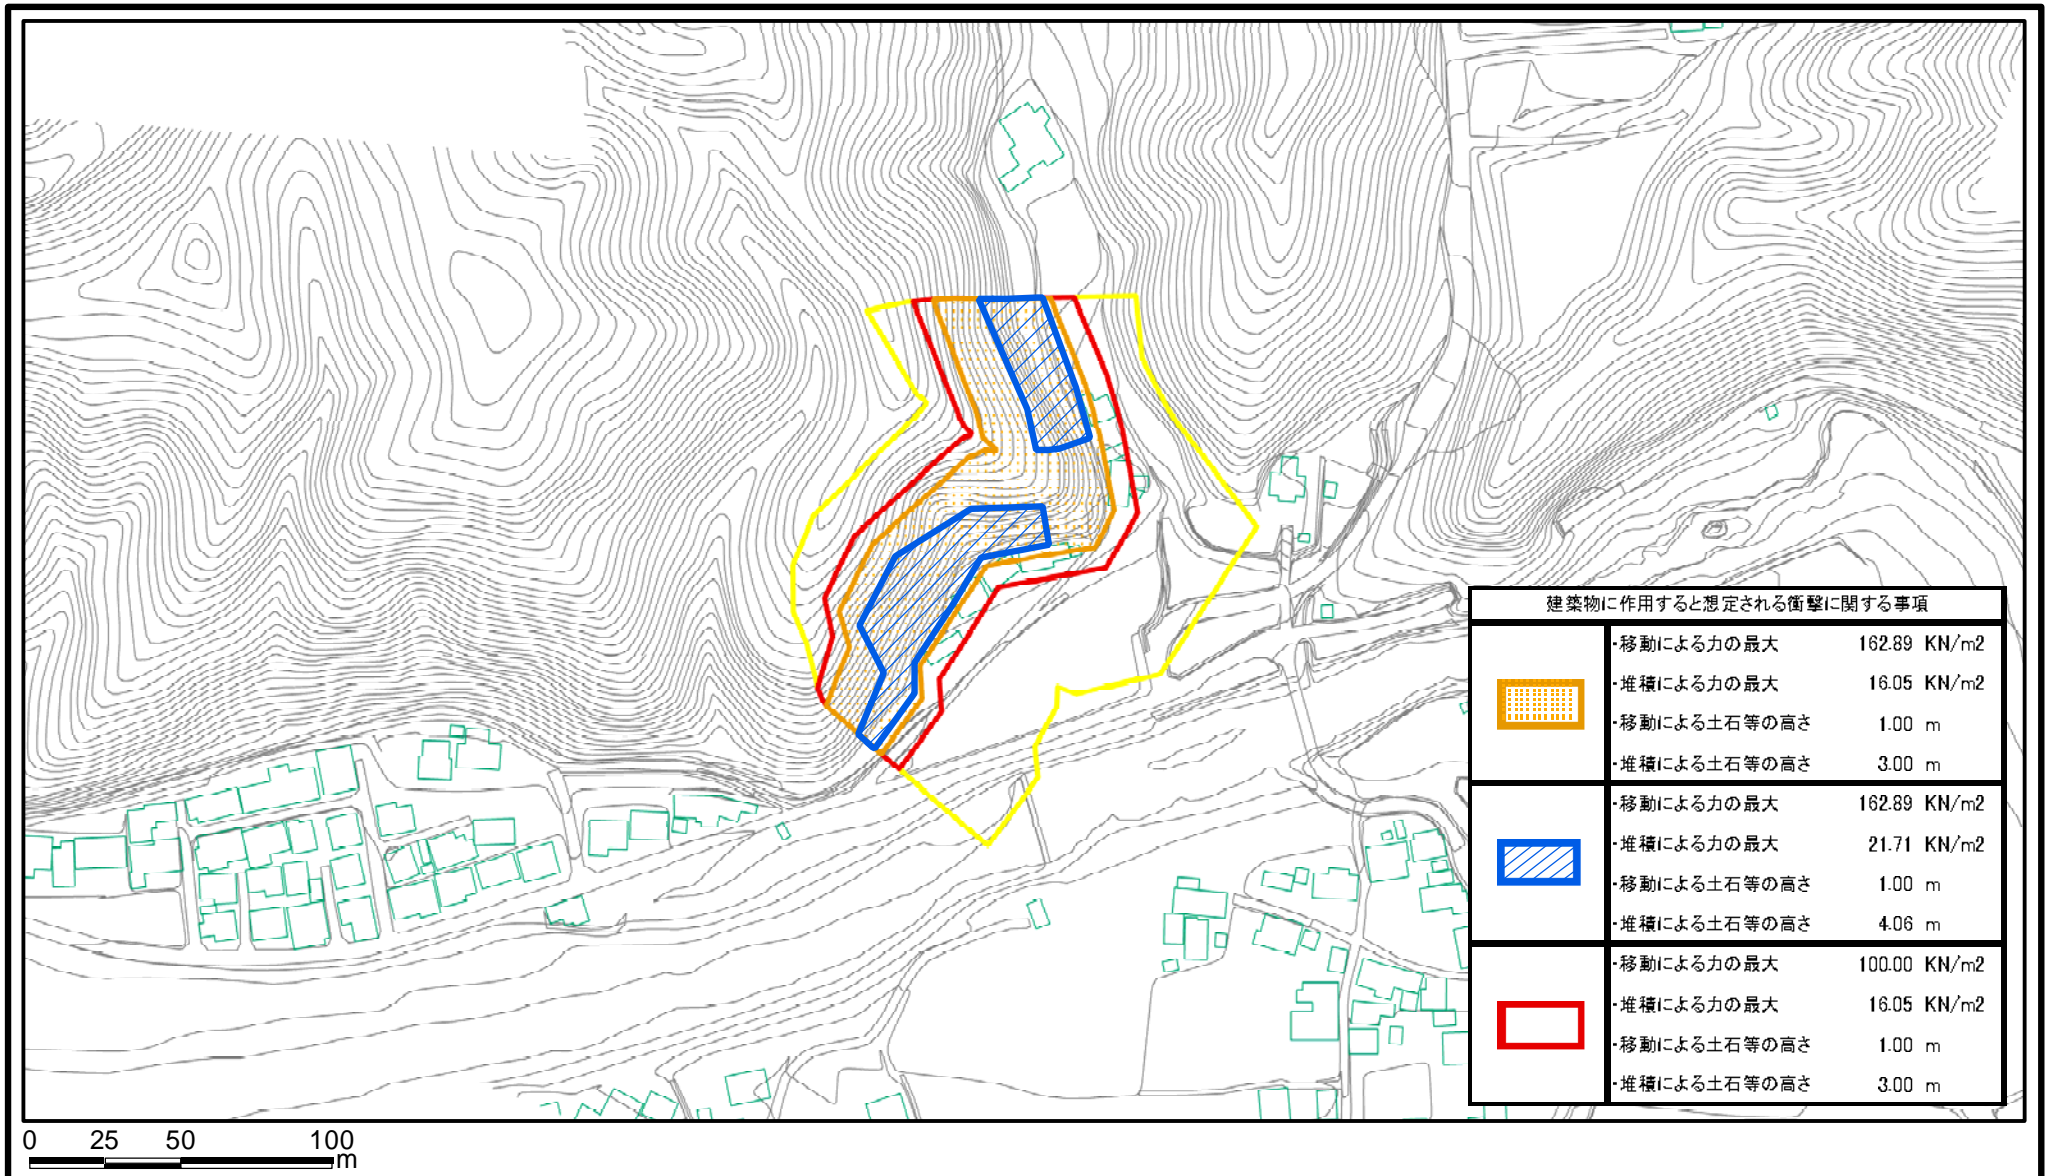 建築物に作用すると想定される衝撃に関する事項
・移動による力の最大 162.89 KN/m2
・堆積による力の最大 16.05 KN/m2
・移動による土石等の高さ 1.00 m
・堆積による土石等の高さ 3.00 m
・移動による力の最大 162.89 KN/m2
・堆積による力の最大 21.71 KN/m2
・移動による土石等の高さ 1.00 m
・堆積による土石等の高さ 4.06 m
・移動による力の最大 100.00 KN/m2
・堆積による力の最大 16.05 KN/m2
・移動による土石等の高さ 1.00 m
・堆積による土石等の高さ 3.00 m
0 25 50 100
m